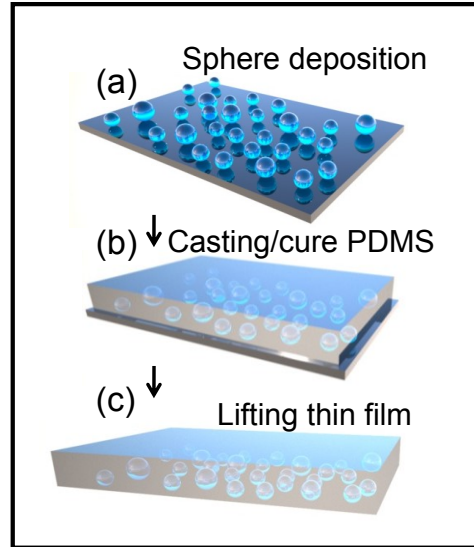 Sphere deposition
(a)
(b) Casting/cure PDMS
(c)
Lifting thin film